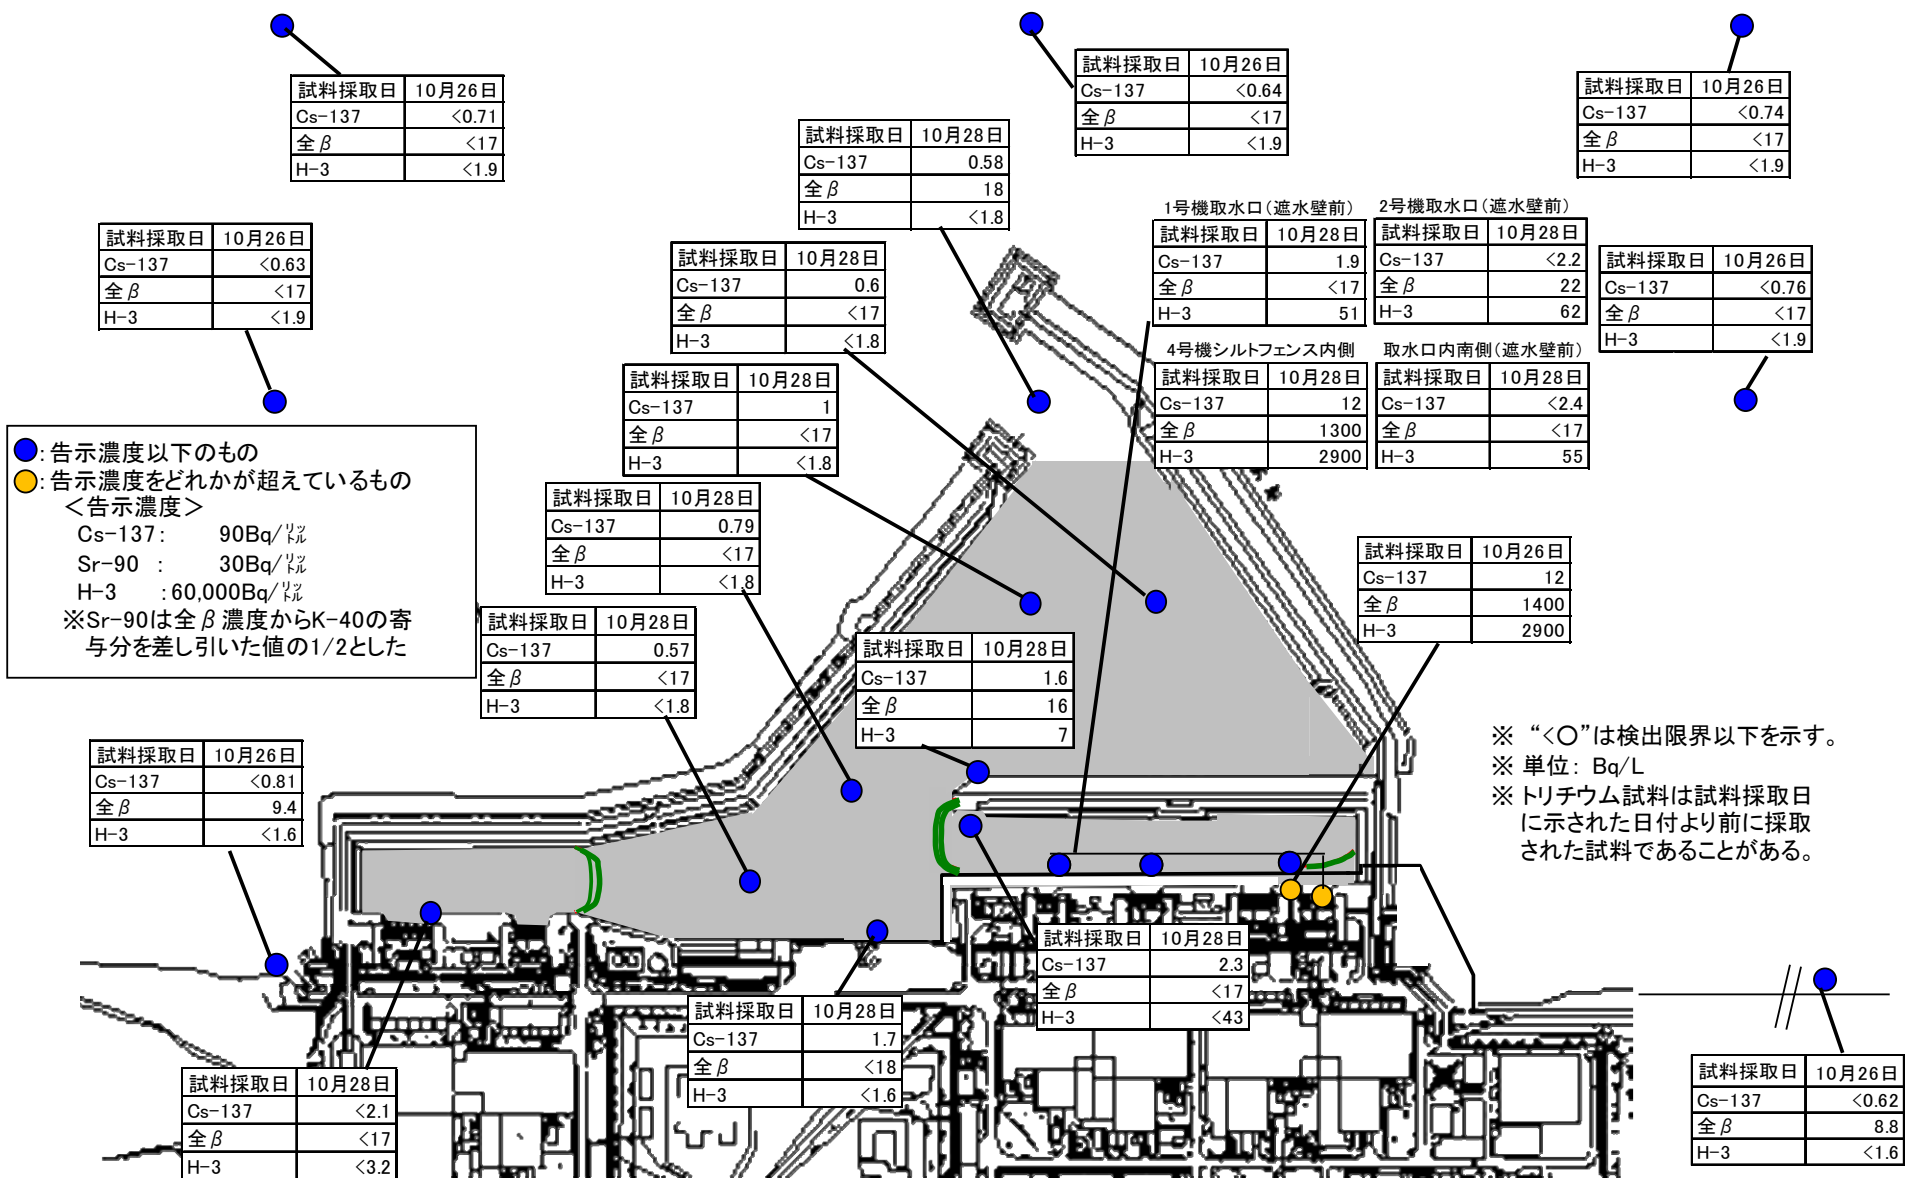 試料採取日 10月26日
Cs-137 <0.71
全β <17
H-3 <1.9
試料採取日 10月26日
Cs-137 <0.64
全β <17
H-3 <1.9
試料採取日 10月26日
Cs-137 <0.74
全β <17
H-3 <1.9
試料採取日 10月28日
Cs-137 0.58
全β 18
H-3 <1.8
試料採取日 10月26日
Cs-137 <0.63
全β <17
H-3 <1.9
試料採取日 10月28日
Cs-137 0.6
全β <17
H-3 <1.8
1号機取水口(遮水壁前)
試料採取日 10月28日
Cs-137 1.9
全β <17
H-3 51
2号機取水口(遮水壁前)
試料採取日 10月28日
Cs-137 <2.2
全β 22
H-3 62
試料採取日 10月26日
Cs-137 <0.76
全β <17
H-3 <1.9
4号機シルトフェンス内側
試料採取日 10月28日
Cs-137 12
全β 1300
H-3 2900
取水口内南側(遮水壁前)
試料採取日 10月28日
Cs-137 <2.4
全β <17
H-3 55
試料採取日 10月28日
Cs-137 1
全β <17
H-3 <1.8
:告示濃度以下のもの
:告示濃度をどれかが超えているもの
<告示濃度>
Cs-137: 90Bq/リットル
Sr-90 : 30Bq/リットル
H-3 :60,000Bq/リットル
※Sr-90は全β濃度からK-40の寄
与分を差し引いた値の1/2とした
試料採取日 10月28日
Cs-137 0.79
全β <17
H-3 <1.8
試料採取日 10月26日
Cs-137 12
全β 1400
H-3 2900
試料採取日 10月28日
Cs-137 0.57
全β <17
H-3 <1.8
試料採取日 10月28日
Cs-137 1.6
全β 16
H-3 7
試料採取日 10月26日
Cs-137 <0.81
全β 9.4
H-3 <1.6
※ “<〇”は検出限界以下を示す。
※ 単位: Bq/L
※ トリチウム試料は試料採取日
に示された日付より前に採取
された試料であることがある。
試料採取日 10月28日
Cs-137 2.3
全β <17
H-3 <43
試料採取日 10月28日
Cs-137 1.7
全β <18
H-3 <1.6
試料採取日 10月28日
Cs-137 <2.1
全β <17
H-3 <3.2
試料採取日 10月26日
Cs-137 <0.62
全β 8.8
H-3 <1.6